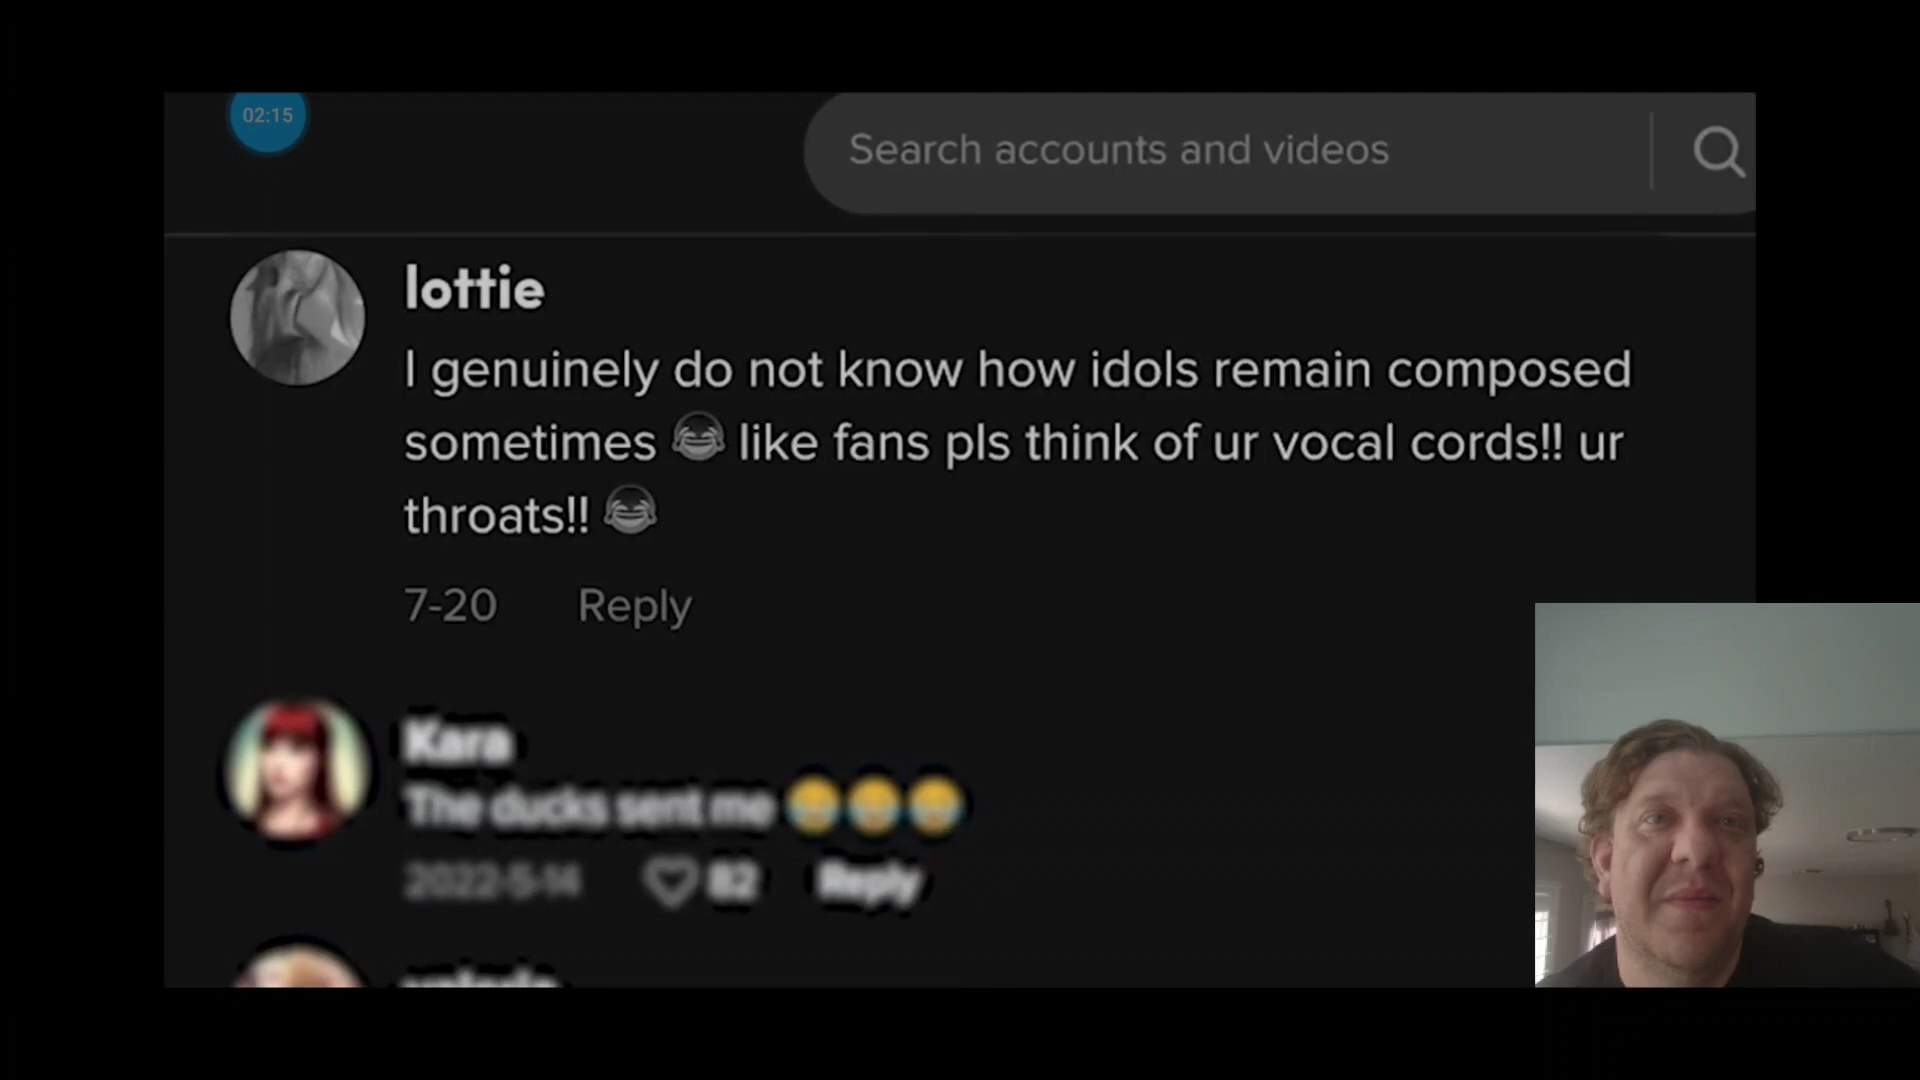 02:15
Search accounts and videos
lottie
I genuinely do not know how idols remain composed
sometimes 😂 like fans pls think of ur vocal cords!! ur
throats!! 😂
7-20 Reply
Kara
The ducks sent me 😂😂😂
2022-5-14 82 Reply